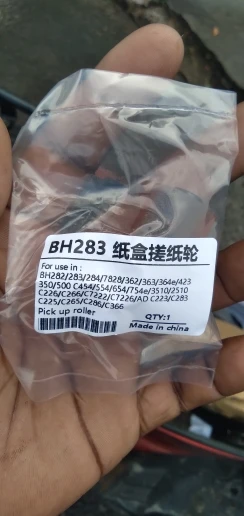 BH283 纸盒搓纸轮
For use in :
BH282/283/284/7828/362/363/364e/423
350/500 C454/554/654/754e/3510/2510
C226/C266/C7222/C7226/AD C223/C283
C225/C265/C286/C366
Pick up roller
QTY:1
Made in china